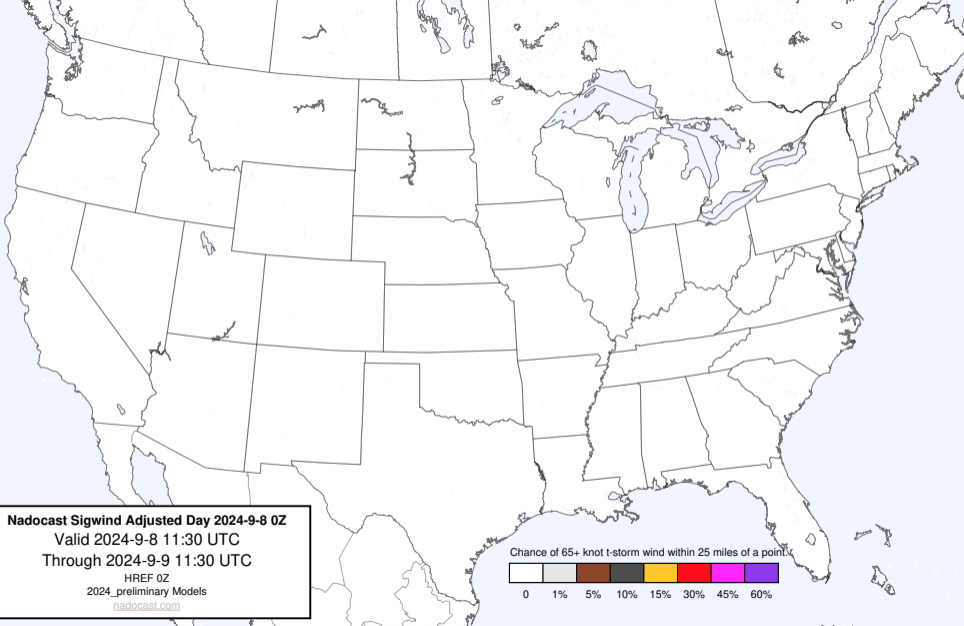 Nadocast Sigwind Adjusted Day 2024-9-8 0Z
Valid 2024-9-8 11:30 UTC
Through 2024-9-9 11:30 UTC
HREF 0Z
2024_preliminary Models
nadocast.com
Chance of 65+ knot t-storm wind within 25 miles of a point.
0 1% 5% 10% 15% 30% 45% 60%